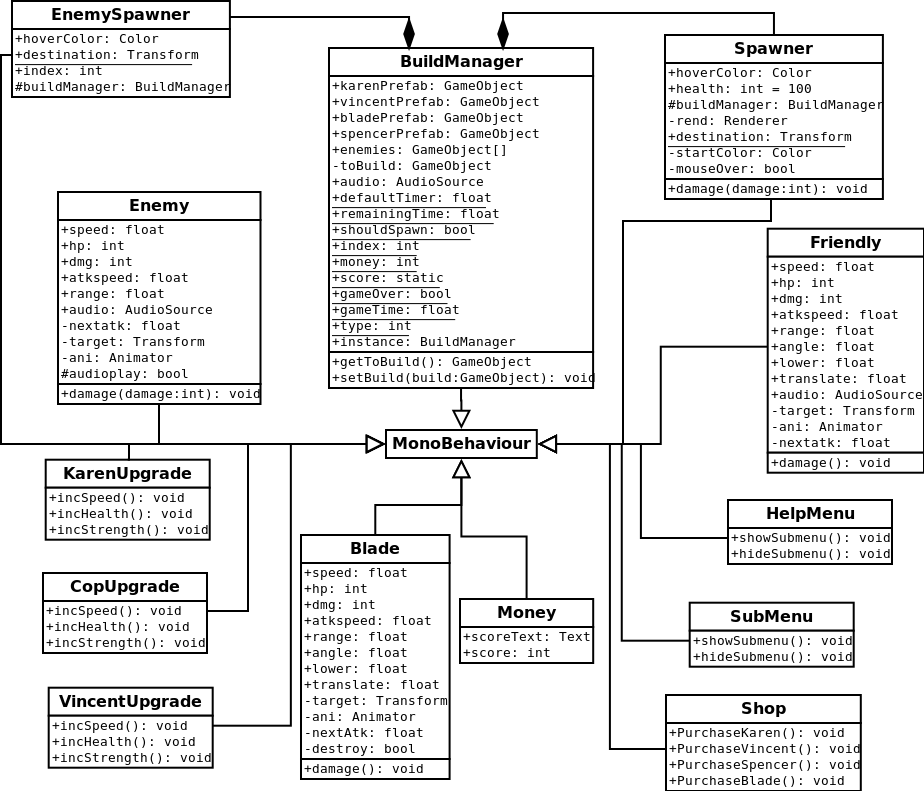 EnemySpawner
+hoverColor: Color
+destination: Transform
+index: int
#buildManager: BuildManager
BuildManager
+karenPrefab: GameObject
+vincentPrefab: GameObject
+bladePrefab: GameObject
+spencerPrefab: GameObject
+enemies: GameObject[]
-toBuild: GameObject
+audio: AudioSource
+defaultTimer: float
+remainingTime: float
+shouldSpawn: bool
+index: int
+money: int
+score: static
+gameOver: bool
+gameTime: float
+type: int
+instance: BuildManager
+getToBuild(): GameObject
+setBuild(build:GameObject): void
Spawner
+hoverColor: Color
+health: int = 100
#buildManager: BuildManager
-rend: Renderer
+destination: Transform
-startColor: Color
-mouseOver: bool
+damage(damage:int): void
Enemy
+speed: float
+hp: int
+dmg: int
+atkspeed: float
+range: float
+audio: AudioSource
-nextatk: float
-target: Transform
-ani: Animator
#audioplay: bool
+damage(damage:int): void
Friendly
+speed: float
+hp: int
+dmg: int
+atkspeed: float
+range: float
+angle: float
+lower: float
+translate: float
+audio: AudioSource
-target: Transform
-ani: Animator
-nextatk: float
+damage(): void
MonoBehaviour
KarenUpgrade
+incSpeed(): void
+incHealth(): void
+incStrength(): void
CopUpgrade
+incSpeed(): void
+incHealth(): void
+incStrength(): void
VincentUpgrade
+incSpeed(): void
+incHealth(): void
+incStrength(): void
Blade
+speed: float
+hp: int
+dmg: int
+atkspeed: float
+range: float
+angle: float
+lower: float
+translate: float
-target: Transform
-ani: Animator
-nextAtk: float
-destroy: bool
+damage(): void
Money
+scoreText: Text
+score: int
HelpMenu
+showSubmenu(): void
+hideSubmenu(): void
SubMenu
+showSubmenu(): void
+hideSubmenu(): void
Shop
+PurchaseKaren(): void
+PurchaseVincent(): void
+PurchaseSpencer(): void
+PurchaseBlade(): void